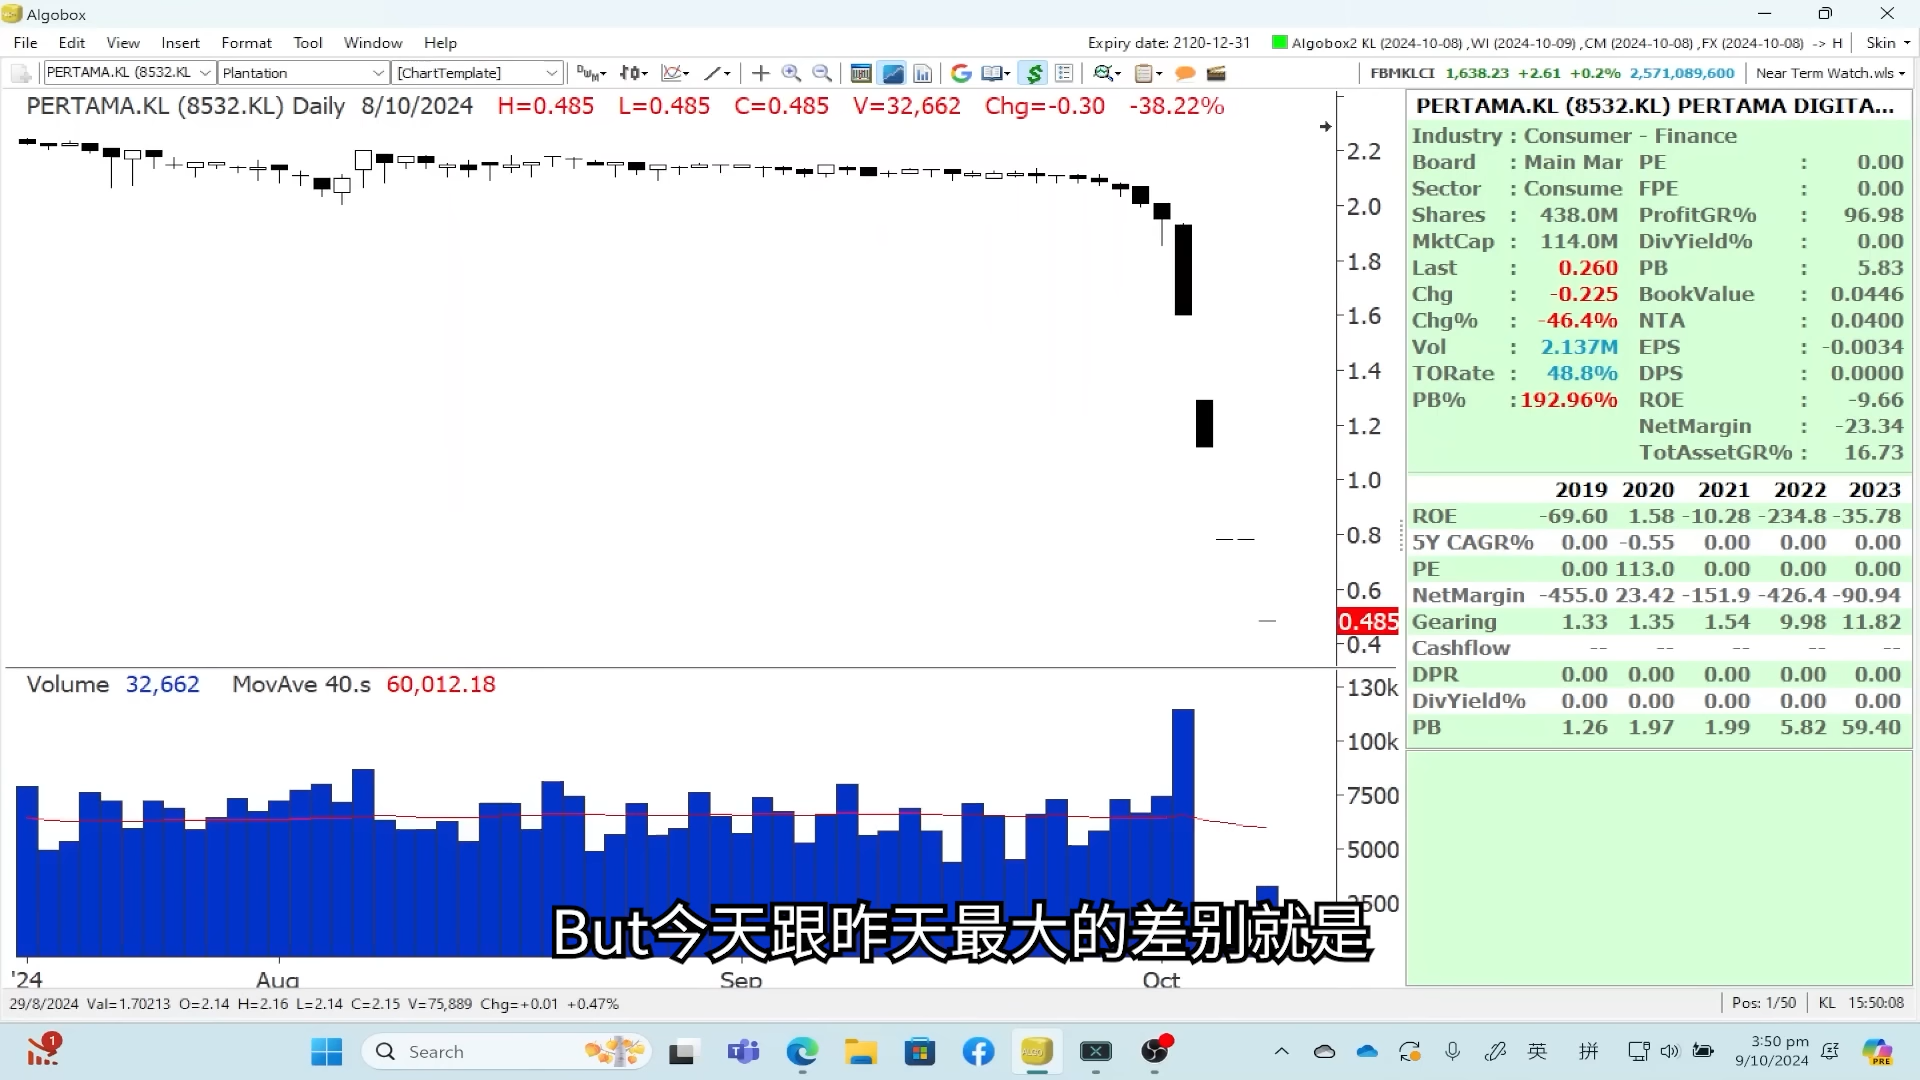 Algobox
File Edit View Insert Format Tool Window Help
Expiry date: 2120-12-31 Algobox2 KL (2024-10-08) ,WI (2024-10-09) ,CM (2024-10-08) ,FX (2024-10-08) -> H Skin
PERTAMA.KL (8532.KL Plantation [ChartTemplate]
FBMKLCI 1,638.23 +2.61 +0.2% 2,571,089,600 Near Term Watch.wls
PERTAMA.KL (8532.KL) Daily 8/10/2024 H=0.485 L=0.485 C=0.485 V=32,662 Chg=-0.30 -38.22%
2.2
2.0
1.8
1.6
1.4
1.2
1.0
0.8
0.6
0.485
0.4
Volume 32,662 MovAve 40.s 60,012.18
130k
100k
7500
5000
2500
'24 Aug Sep Oct
PERTAMA.KL (8532.KL) PERTAMA DIGITA...
Industry : Consumer - Finance
Board : Main Mar PE : 0.00
Sector : Consume FPE : 0.00
Shares : 438.0M ProfitGR% : 96.98
MktCap : 114.0M DivYield% : 0.00
Last : 0.260 PB : 5.83
Chg : -0.225 BookValue : 0.0446
Chg% : -46.4% NTA : 0.0400
Vol : 2.137M EPS : -0.0034
TORate : 48.8% DPS : 0.0000
PB% : 192.96% ROE : -9.66
NetMargin : -23.34
TotAssetGR% : 16.73
2019 2020 2021 2022 2023
ROE -69.60 1.58 -10.28 -234.8 -35.78
5Y CAGR% 0.00 -0.55 0.00 0.00 0.00
PE 0.00 113.0 0.00 0.00 0.00
NetMargin -455.0 23.42 -151.9 -426.4 -90.94
Gearing 1.33 1.35 1.54 9.98 11.82
Cashflow -- -- -- -- --
DPR 0.00 0.00 0.00 0.00 0.00
DivYield% 0.00 0.00 0.00 0.00 0.00
PB 1.26 1.97 1.99 5.82 59.40
But今天跟昨天最大的差别就是
29/8/2024 Val=1.70213 O=2.14 H=2.16 L=2.14 C=2.15 V=75,889 Chg=+0.01 +0.47%
Pos: 1/50 KL 15:50:08
1
Search
ALGO
英 拼
3:50 pm
9/10/2024
PRE